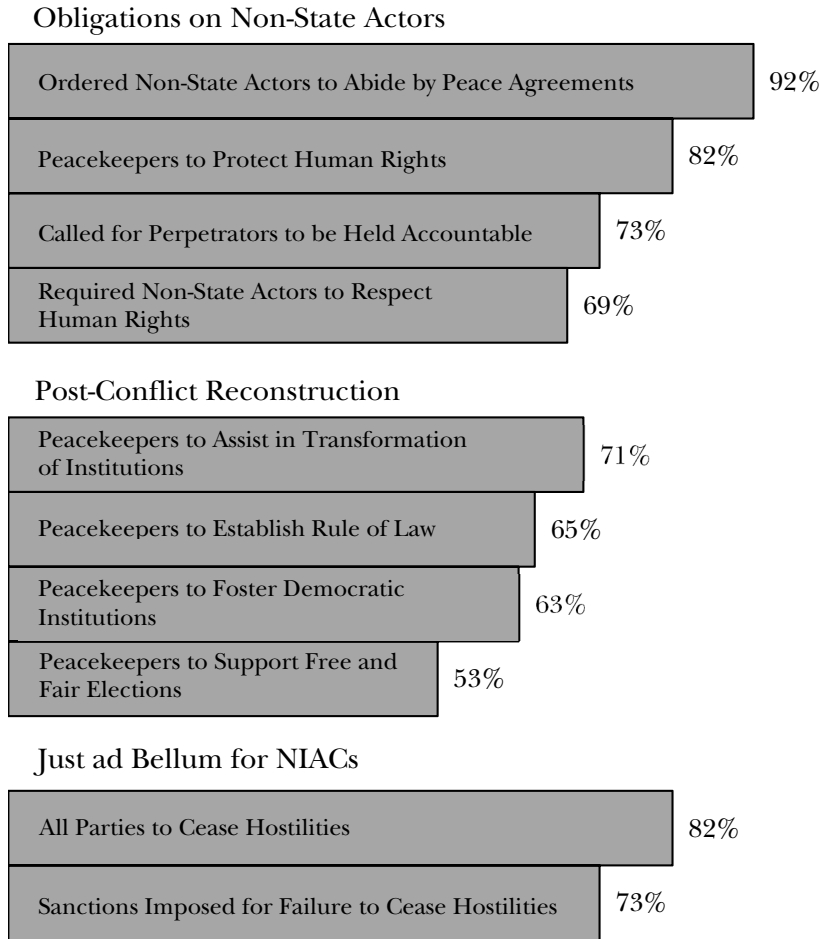 Obligations on Non-State Actors
Ordered Non-State Actors to Abide by Peace Agreements 92%
Peacekeepers to Protect Human Rights 82%
Called for Perpetrators to be Held Accountable 73%
Required Non-State Actors to Respect
Human Rights 69%
Post-Conflict Reconstruction
Peacekeepers to Assist in Transformation
of Institutions 71%
Peacekeepers to Establish Rule of Law 65%
Peacekeepers to Foster Democratic
Institutions 63%
Peacekeepers to Support Free and
Fair Elections 53%
Just ad Bellum for NIACs
All Parties to Cease Hostilities 82%
Sanctions Imposed for Failure to Cease Hostilities 73%